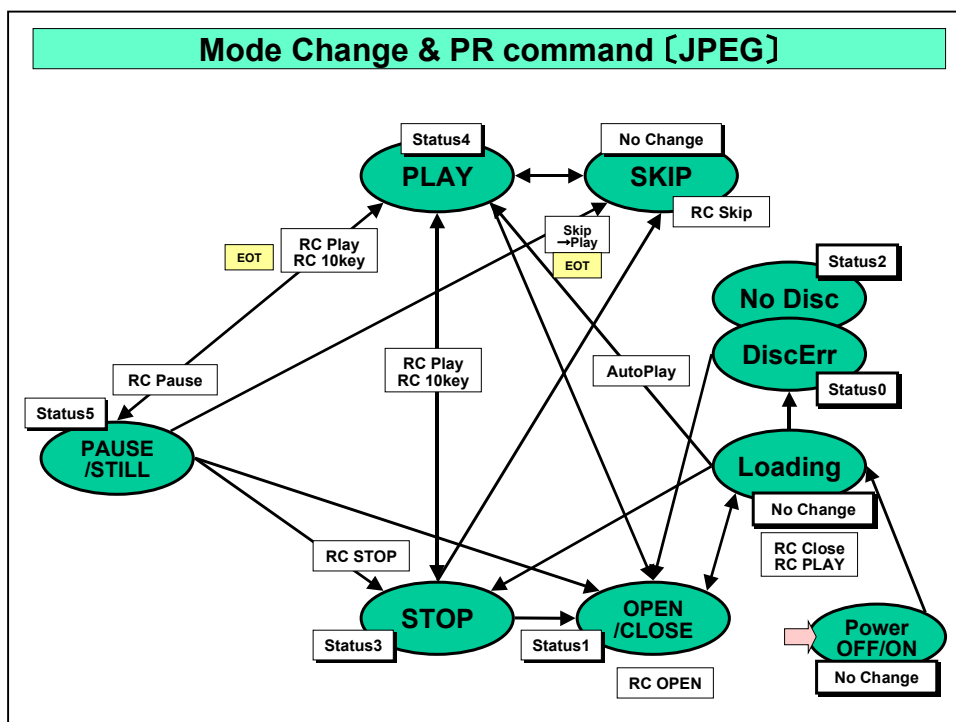 Mode Change & PR command〔JPEG〕
Status4
PLAY
No Change
SKIP
RC Skip
Skip
→Play
EOT
EOT
RC Play
RC 10key
Status2
No Disc
DiscErr
Status0
RC Pause
RC Play
RC 10key
AutoPlay
Status5
PAUSE
/STILL
Loading
No Change
RC Close
RC PLAY
RC STOP
STOP
Status3
OPEN
/CLOSE
Status1
RC OPEN
Power
OFF/ON
No Change